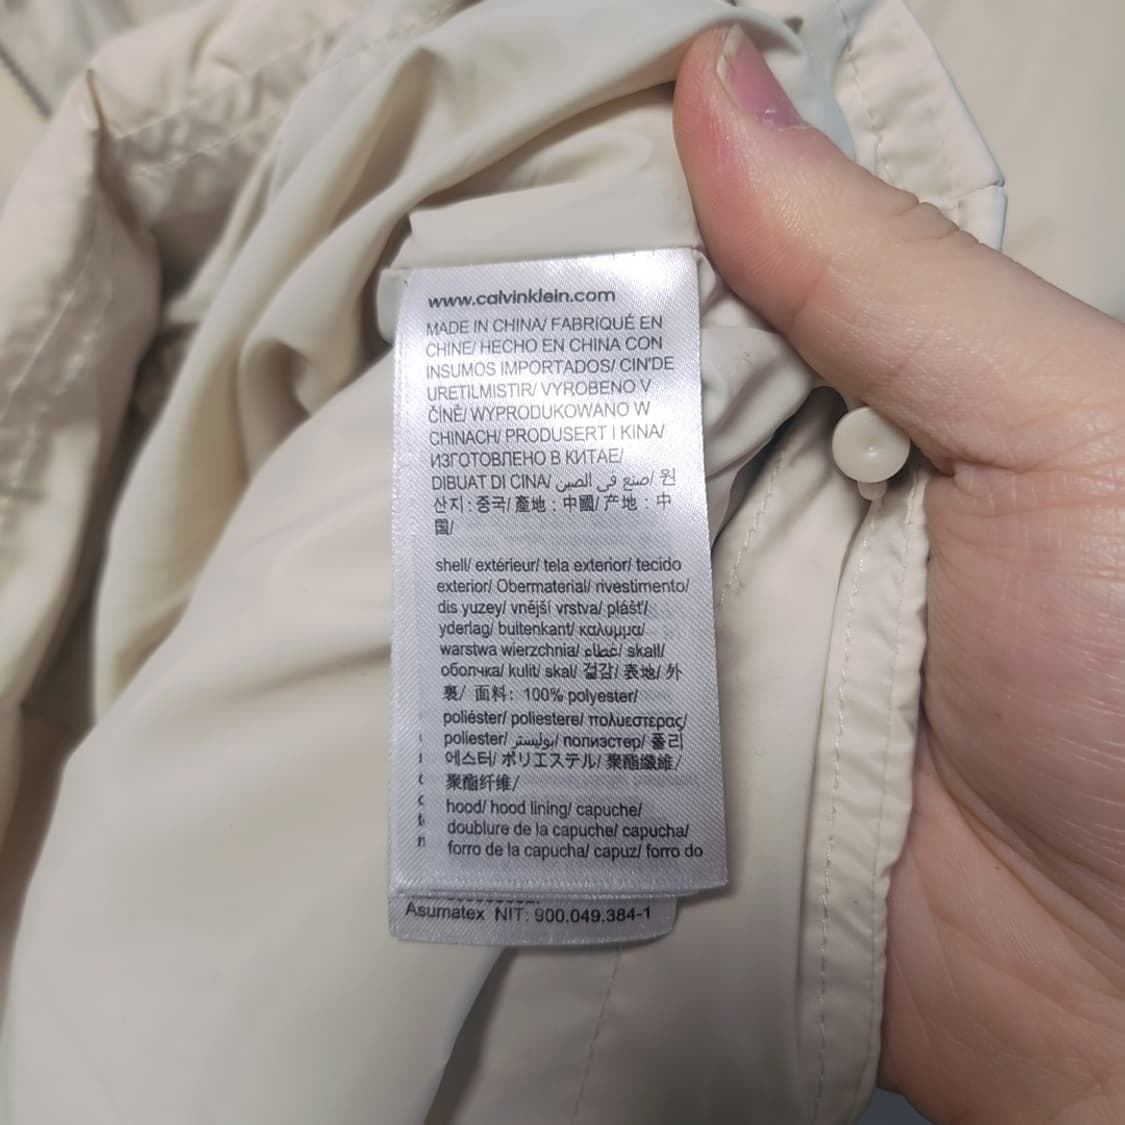 www.calvinklein.com
MADE IN CHINA/ FABRIQUÉ EN
CHINE/ HECHO EN CHINA CON
INSUMOS IMPORTADOS/ CIN'DE
URETILMISTIR/ VYROBENO V
ČÍNĚ/ WYPRODUKOWANO W
CHINACH/ PRODUSERT I KINA/
ИЗГОТОВЛЕНО В КИТАЕ/
DIBUAT DI CINA/ صنع في الصين/ 원
산지 : 중국/ 產地 : 中國/ 产地 : 中
国/
shell/ extérieur/ tela exterior/ tecido
exterior/ Obermaterial/ rivestimento/
dis yuzey/ vnější vrstva/ plášť/
yderlag/ buitenkant/ καλυμμα/
warstwa wierzchnia/ غطاء/ skall/
оболчка/ kulit/ skal/ 겉감/ 表地/ 外
裏/ 面料: 100% polyester/
poliéster/ poliestere/ πολυεστερας/
poliester/ بوليستر/ полиэстер/ 폴리
에스터/ ポリエステル/ 聚酯纖維/
聚酯纤维/
hood/ hood lining/ capuche/
doublure de la capuche/ capucha/
forro de la capucha/ capuz/ forro do
Asumatex NIT: 900.049.384-1